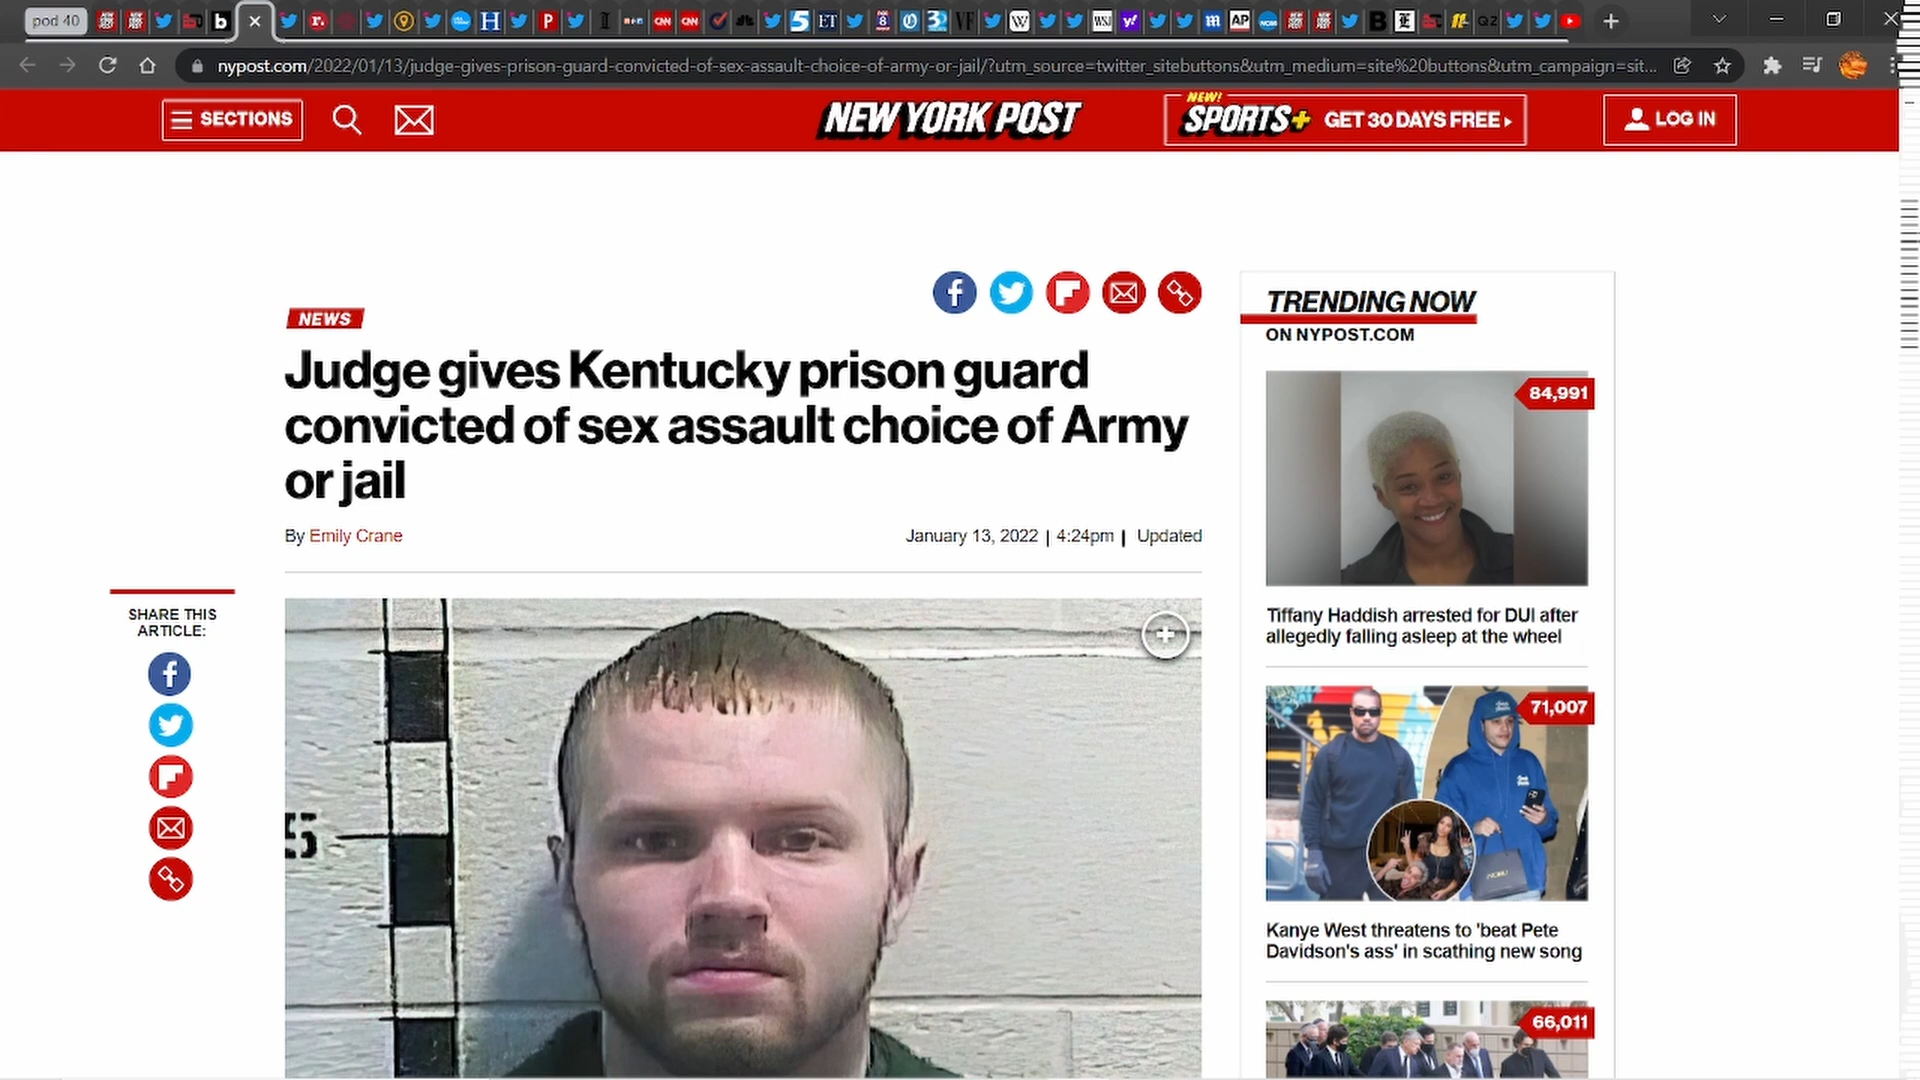 pod 40
nypost.com/2022/01/13/judge-gives-prison-guard-convicted-of-sex-assault-choice-of-army-or-jail/?utm_source=twitter_sitebuttons&utm_medium=site%20buttons&utm_campaign=sit...
SECTIONS
NEW YORK POST
NEW!
SPORTS+ GET 30 DAYS FREE
LOG IN
NEWS
Judge gives Kentucky prison guard
convicted of sex assault choice of Army
or jail
By Emily Crane
January 13, 2022 | 4:24pm | Updated
SHARE THIS
ARTICLE:
TRENDING NOW
ON NYPOST.COM
84,991
Tiffany Haddish arrested for DUI after
allegedly falling asleep at the wheel
71,007
Kanye West threatens to 'beat Pete
Davidson's ass' in scathing new song
66,011